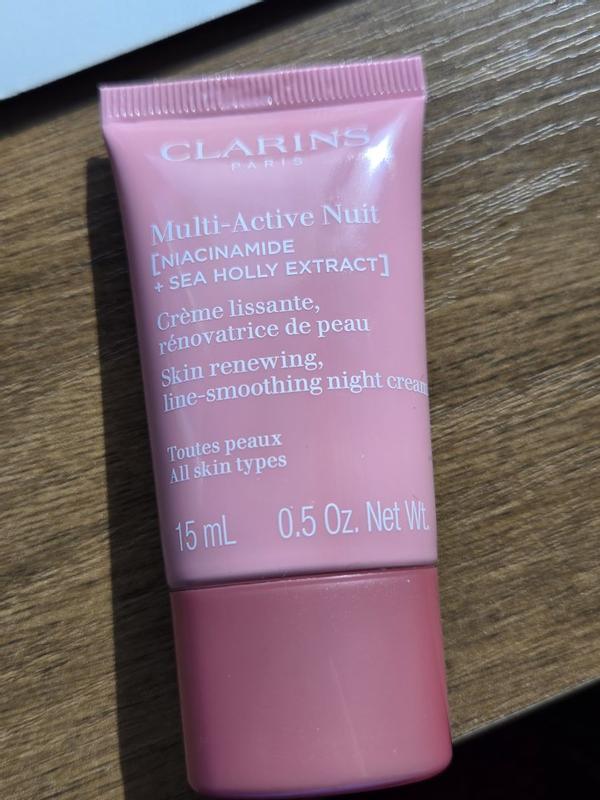 CLARINS
PARIS
Multi-Active Nuit
[NIACINAMIDE
+ SEA HOLLY EXTRACT]
Crème lissante,
rénovatrice de peau
Skin renewing,
line-smoothing night cream
Toutes peaux
All skin types
15 mL 0.5 Oz. Net Wt.